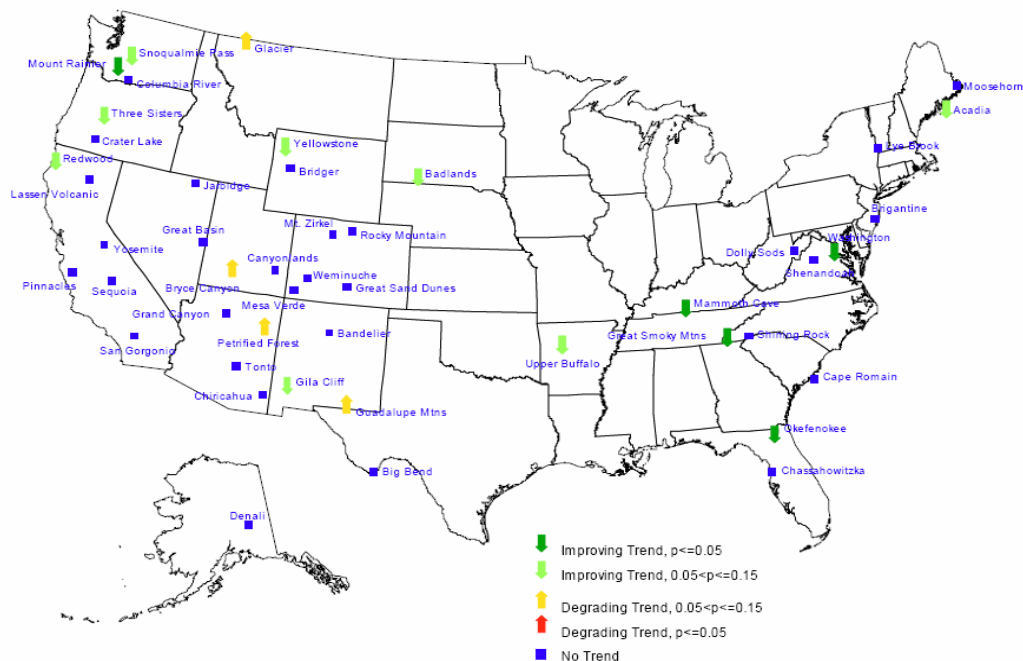 Glacier
Snoqualmie Pass
Mount Rainier
Columbia River
Moosehorn
Acadia
Three Sisters
Crater Lake
Yellowstone
Lye Brook
Redwood
Bridger
Badlands
Lassen Volcanic
Jarbidge
Brigantine
Mt. Zirkel
Great Basin
Rocky Mountain
Washington
Yosemite
Dolly Sods
Canyonlands
Shenandoah
Pinnacles
Sequoia
Bryce Canyon
Weminuche
Great Sand Dunes
Mesa Verde
Mammoth Cave
Grand Canyon
Bandelier
Great Smoky Mtns
Shining Rock
Petrified Forest
San Gorgonio
Upper Buffalo
Tonto
Cape Romain
Gila Cliff
Chiricahua
Guadalupe Mtns
Okefenokee
Big Bend
Chassahowitzka
Denali
Improving Trend, p<=0.05
Improving Trend, 0.05<p<=0.15
Degrading Trend, 0.05<p<=0.15
Degrading Trend, p<=0.05
No Trend